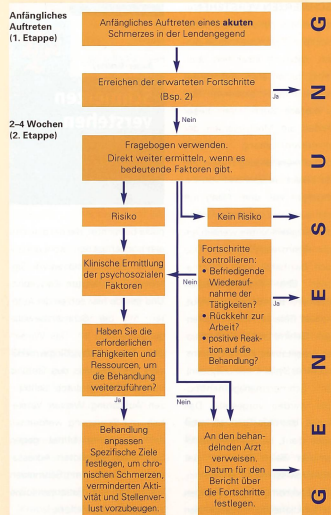 Anfängliches
Auftreten
(1. Etappe)
Anfängliches Auftreten eines akuten
Schmerzes in der Lendengegend
Erreichen der erwarteten Fortschritte
(Bsp. 2)
Ja
Nein
2–4 Wochen
(2. Etappe)
Fragebogen verwenden.
Direkt weiter ermitteln, wenn es
bedeutende Faktoren gibt.
Risiko
Kein Risiko
Klinische Ermittlung
der psychosozialen
Faktoren
Nein
Fortschritte
kontrollieren:
• Befriedigende
Wiederauf-
nahme der
Tätigkeiten?
• Rückkehr zur
Arbeit?
• positive Reak-
tion auf die
Behandlung?
Ja
Haben Sie die
erforderlichen
Fähigkeiten und
Ressourcen, um
die Behandlung
weiterzuführen?
Ja
Nein
Behandlung
anpassen
Spezifische Ziele
festlegen, um chro-
nischen Schmerzen,
verminderten Akti-
vität und Stellenver-
lust vorzubeugen.
An den behan-
delnden Arzt
verweisen.
Datum für den
Bericht über
die Fortschritte
festlegen.
GENESUNG